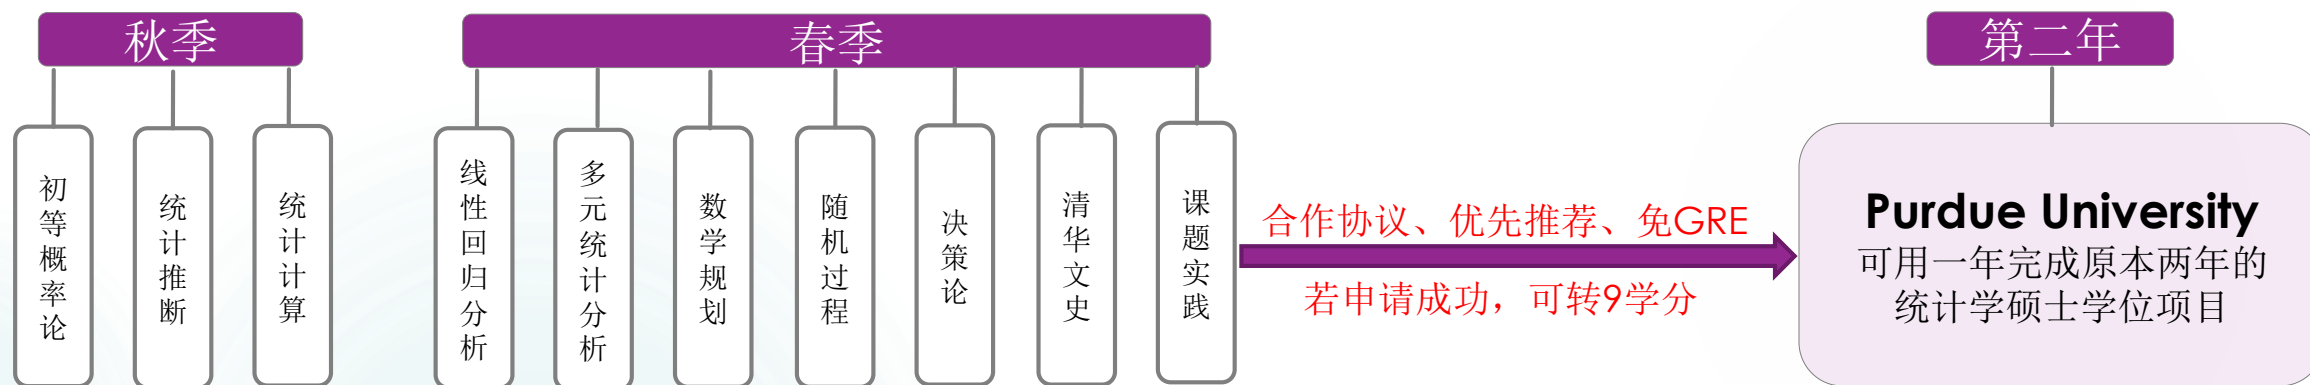 秋季
春季
第二年
初等概率论
统计推断
统计计算
线性回归分析
多元统计分析
数学规划
随机过程
决策论
清华文史
课题实践
合作协议、优先推荐、免GRE
若申请成功，可转9学分
Purdue University
可用一年完成原本两年的
统计学硕士学位项目